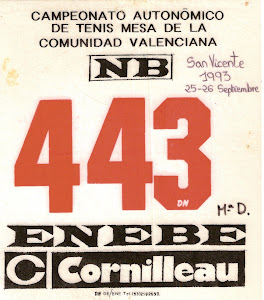 CAMPEONATO AUTONÓMICO
DE TENIS MESA DE LA
COMUNIDAD VALENCIANA
NB
San Vicente
1993
25-26 Septiembre
443
DN
Mª D.
ENEBE
C Cornilleau